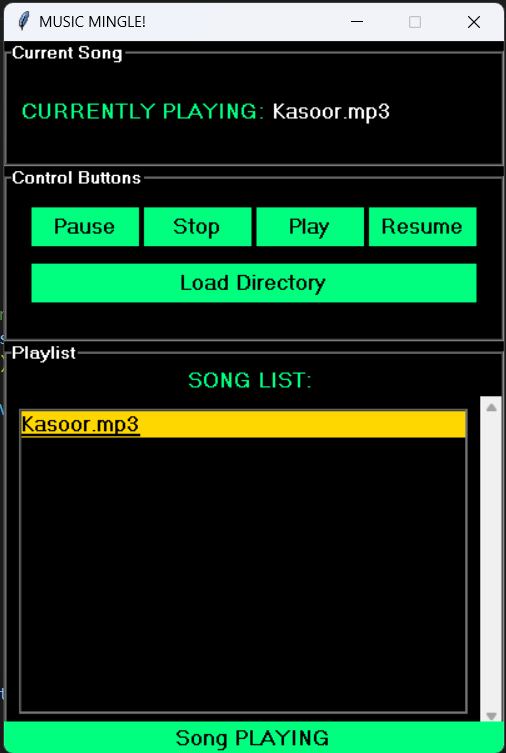 MUSIC MINGLE!
Current Song
CURRENTLY PLAYING: Kasoor.mp3
Control Buttons
Pause Stop Play Resume
Load Directory
Playlist
SONG LIST:
Kasoor.mp3
Song PLAYING